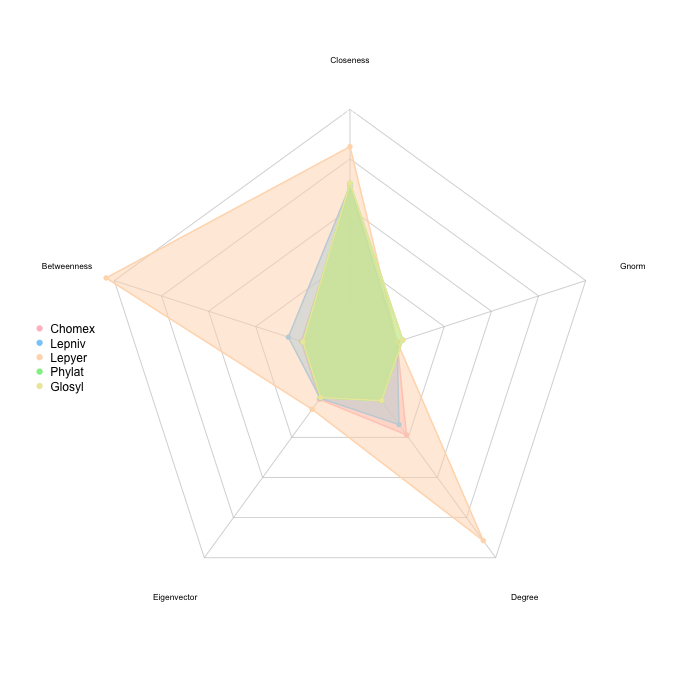 Closeness
Betweenness
Gnorm
Chomex
Lepniv
Lepyer
Phylat
Glosyl
Eigenvector
Degree